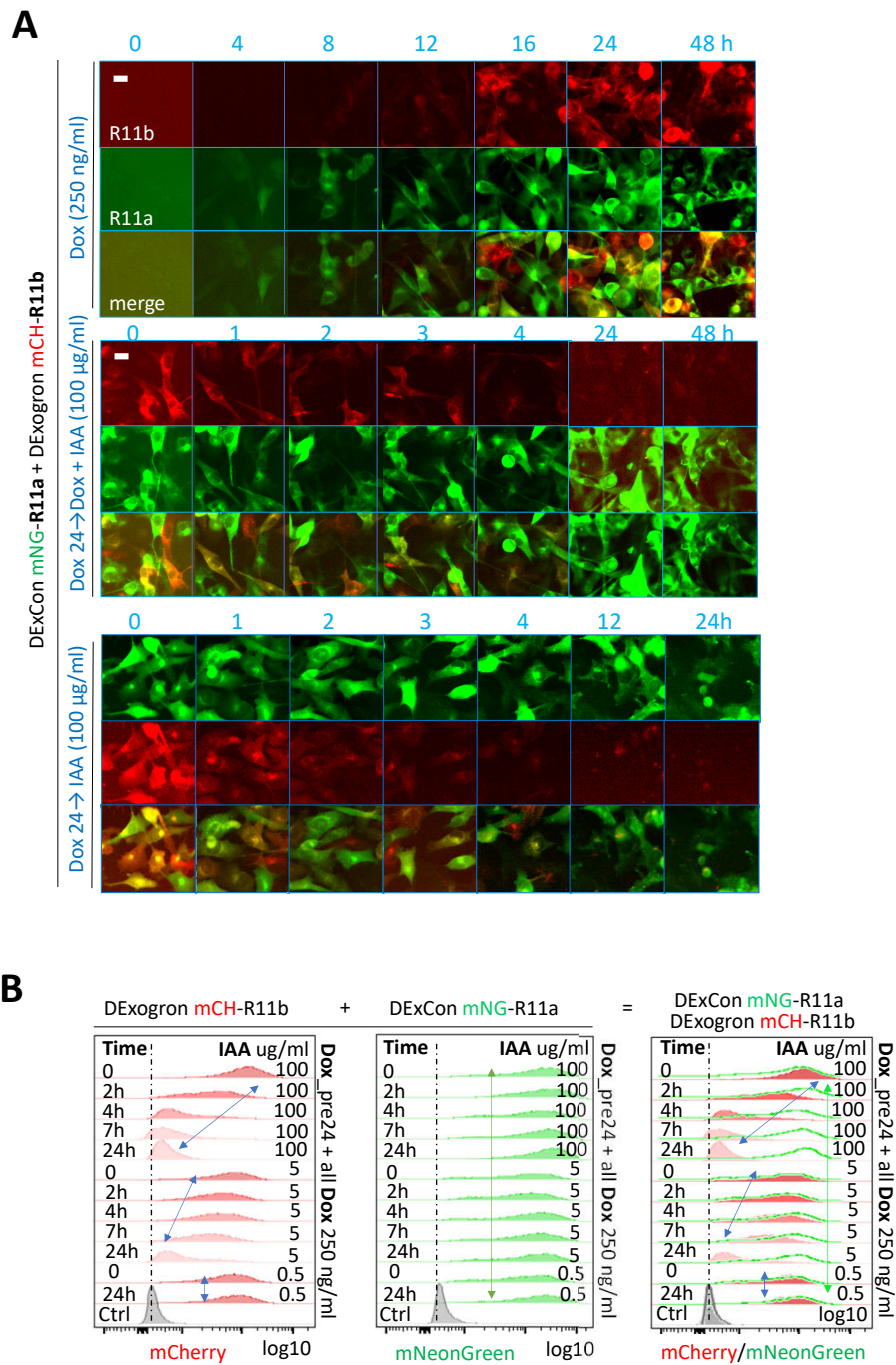 A
0 4 8 12 16 24 48 h
DExCon mNG-R11a + DExogron mCH-R11b
Dox (250 ng/ml)
R11b
R11a
merge
0 1 2 3 4 24 48 h
Dox 24→Dox + IAA (100 µg/ml)
0 1 2 3 4 12 24h
Dox 24→ IAA (100 µg/ml)
B
DExogron mCH-R11b + DExCon mNG-R11a = DExCon mNG-R11a
DExogron mCH-R11b
Time IAA ug/ml
0 100
2h 100
4h 100
7h 100
24h 100
0 5
2h 5
4h 5
7h 5
24h 5
0 0.5
24h 0.5
Ctrl
mCherry log10
Dox_pre24 + all Dox 250 ng/ml
Time IAA ug/ml
0 100
2h 100
4h 100
7h 100
24h 100
0 5
2h 5
4h 5
7h 5
24h 5
0 0.5
24h 0.5
Ctrl
mNeonGreen log10
Dox_pre24 + all Dox 250 ng/ml
Time IAA ug/ml
0 100
2h 100
4h 100
7h 100
24h 100
0 5
2h 5
4h 5
7h 5
24h 5
0 0.5
24h 0.5
Ctrl log10
mCherry/mNeonGreen
Dox_pre24 + all Dox 250 ng/ml